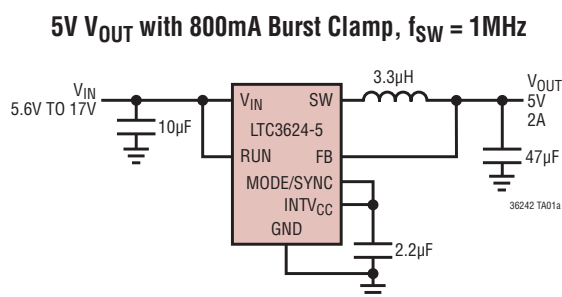 5V VOUT with 800mA Burst Clamp, fSW = 1MHz
3.3µH
VIN
5.6V TO 17V
10µF
VIN
SW
LTC3624-5
RUN
FB
MODE/SYNC
INTVCC
GND
VOUT
5V
2A
47µF
36242 TA01a
2.2µF